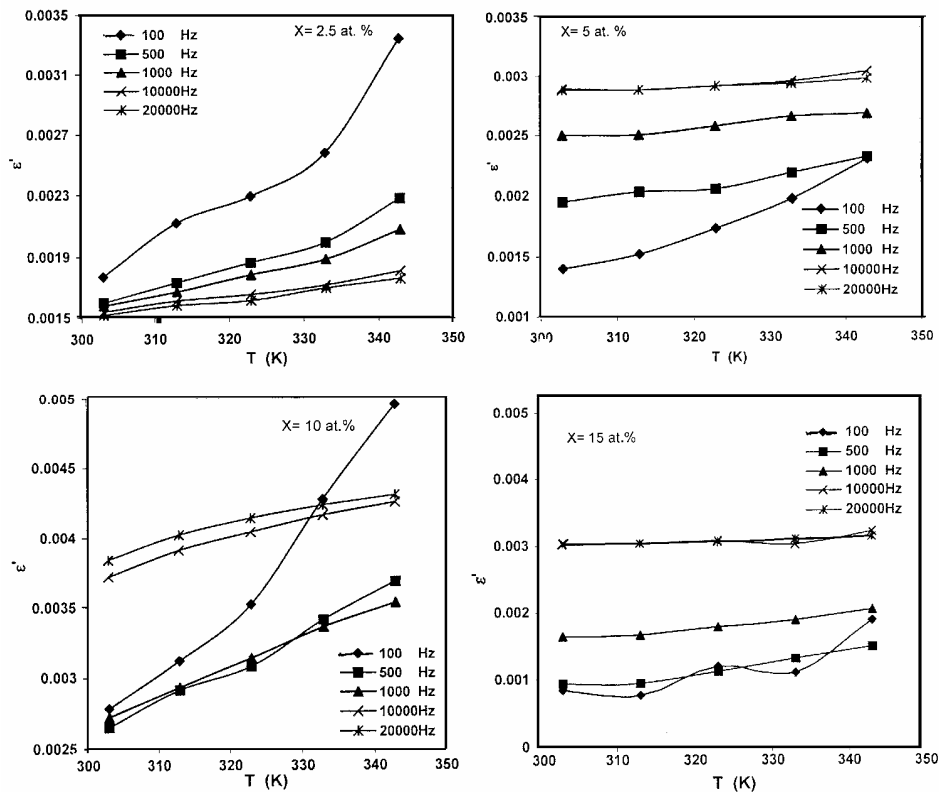 0.0035
0.0031
0.0027
0.0023
0.0019
0.0015
ε'
X= 2.5 at. %
100 Hz
500 Hz
1000 Hz
10000Hz
20000Hz
300 310 320 330 340 350
T (K)
0.0035
0.003
0.0025
0.002
0.0015
0.001
ε'
X= 5 at. %
100 Hz
500 Hz
1000 Hz
10000Hz
20000Hz
310 320 330 340 350
T (K)
0.005
0.0045
0.004
0.0035
0.003
0.0025
ε'
X= 10 at.%
100 Hz
500 Hz
1000 Hz
10000Hz
20000Hz
300 310 320 330 340 350
T (K)
0.005
0.004
0.003
0.002
0.001
0
ε'
X= 15 at.%
100 Hz
500 Hz
1000 Hz
10000Hz
20000Hz
300 310 320 330 340 350
T (K)